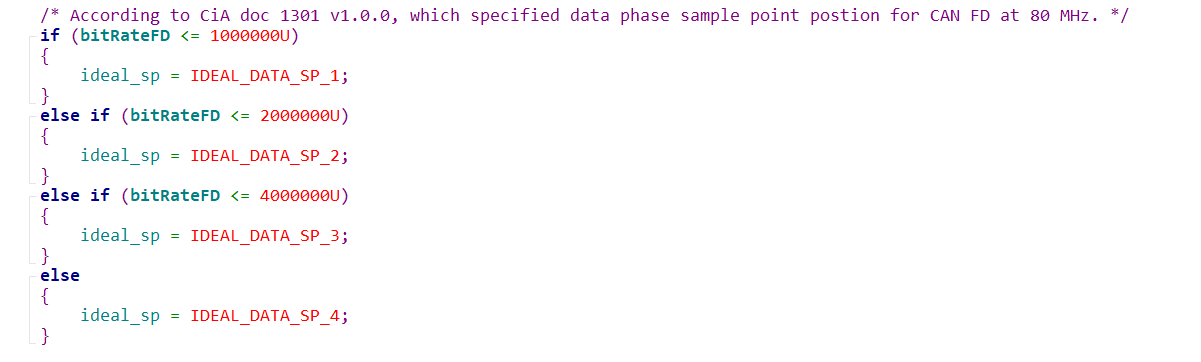 /* According to CiA doc 1301 v1.0.0, which specified data phase sample point postion for CAN FD at 80 MHz. */
if (bitRateFD <= 1000000U)
{
    ideal_sp = IDEAL_DATA_SP_1;
}
else if (bitRateFD <= 2000000U)
{
    ideal_sp = IDEAL_DATA_SP_2;
}
else if (bitRateFD <= 4000000U)
{
    ideal_sp = IDEAL_DATA_SP_3;
}
else
{
    ideal_sp = IDEAL_DATA_SP_4;
}